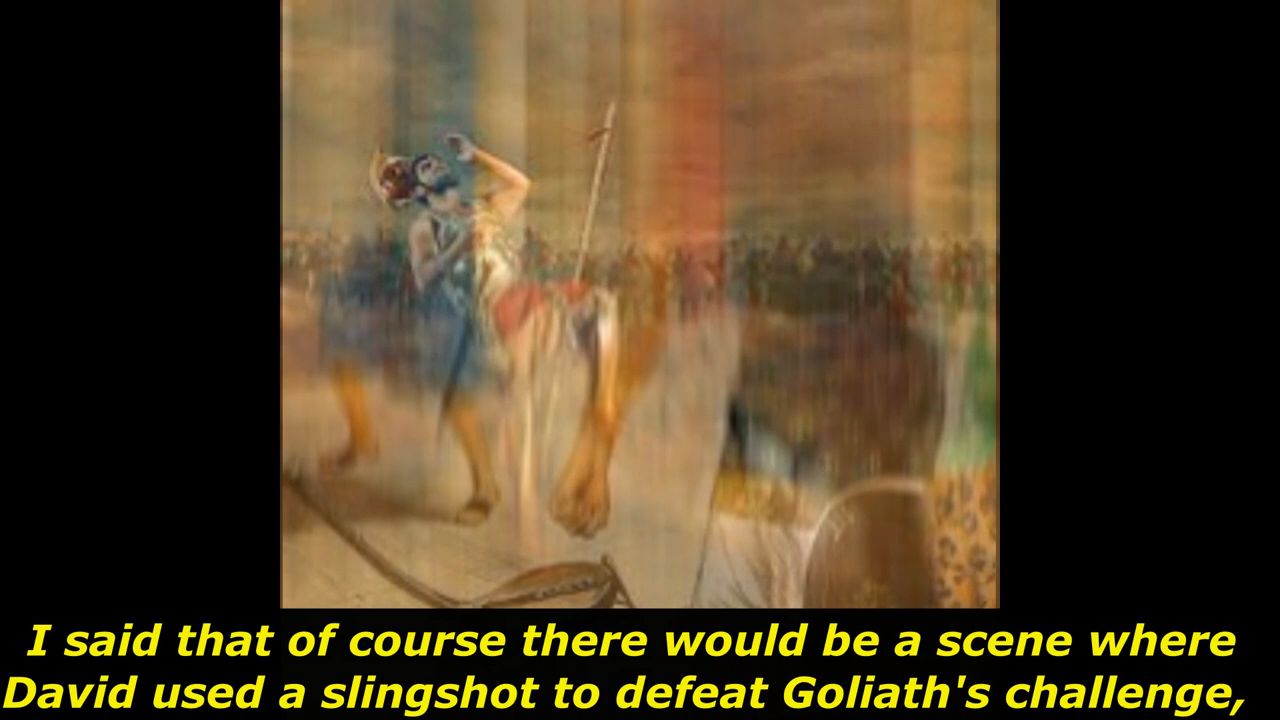 I said that of course there would be a scene where
David used a slingshot to defeat Goliath's challenge,